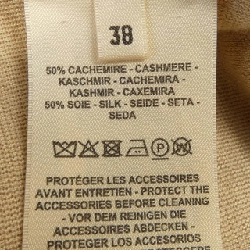 38
50% CACHEMIRE - CASHMERE -
KASCHMIR - CACHEMIRA -
KASHMIR - CAXEMIRA
50% SOIE - SILK - SEIDE - SETA -
SEDA
P
PROTÉGER LES ACCESSOIRES
AVANT ENTRETIEN - PROTECT THE
ACCESSORIES BEFORE CLEANING
- VOR DEM REINIGEN DIE
ACCESSOIRES ABDECKEN -
PROTEGER LOS ACCESORIOS